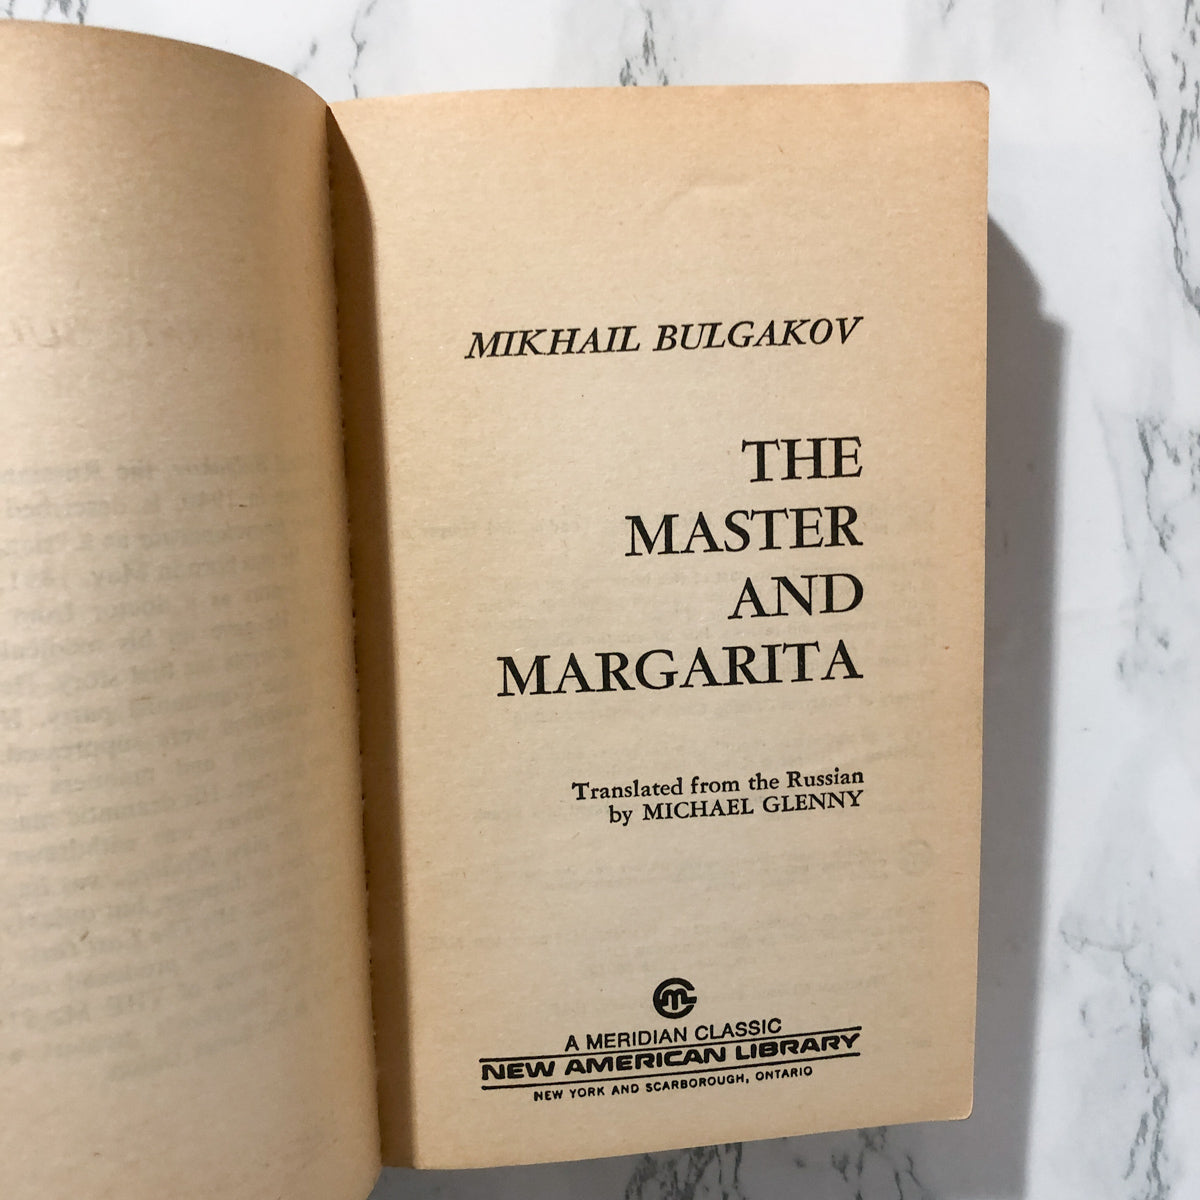 MIKHAIL BULGAKOV
THE
MASTER
AND
MARGARITA
Translated from the Russian
by MICHAEL GLENNY
A MERIDIAN CLASSIC
NEW AMERICAN LIBRARY
NEW YORK AND SCARBOROUGH, ONTARIO